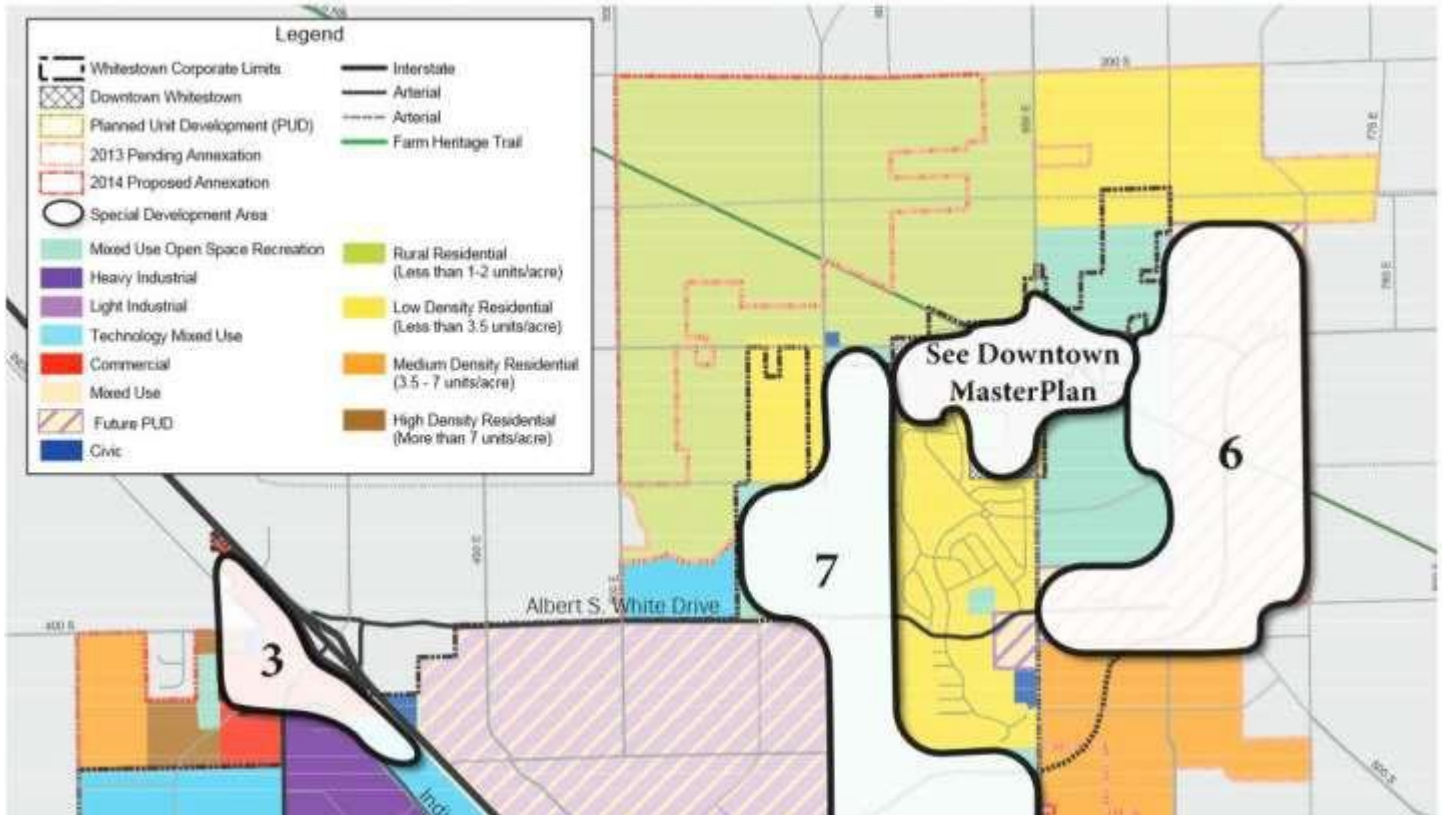 Legend
Whitestown Corporate Limits
Downtown Whitestown
Planned Unit Development (PUD)
2013 Pending Annexation
2014 Proposed Annexation
Special Development Area
Mixed Use Open Space Recreation
Heavy Industrial
Light Industrial
Technology Mixed Use
Commercial
Mixed Use
Future PUD
Civic
Interstate
Arterial
Arterial
Farm Heritage Trail
Rural Residential
(Less than 1-2 units/acre)
Low Density Residential
(Less than 3.5 units/acre)
Medium Density Residential
(3.5 - 7 units/acre)
High Density Residential
(More than 7 units/acre)
775 E
See Downtown
MasterPlan
6
7
Albert S. White Drive
400 S
3
500 S